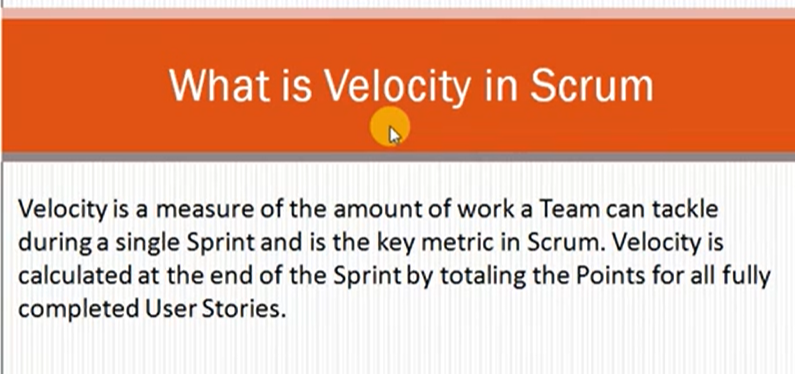 What is Velocity in Scrum
Velocity is a measure of the amount of work a Team can tackle
during a single Sprint and is the key metric in Scrum. Velocity is
calculated at the end of the Sprint by totaling the Points for all fully
completed User Stories.